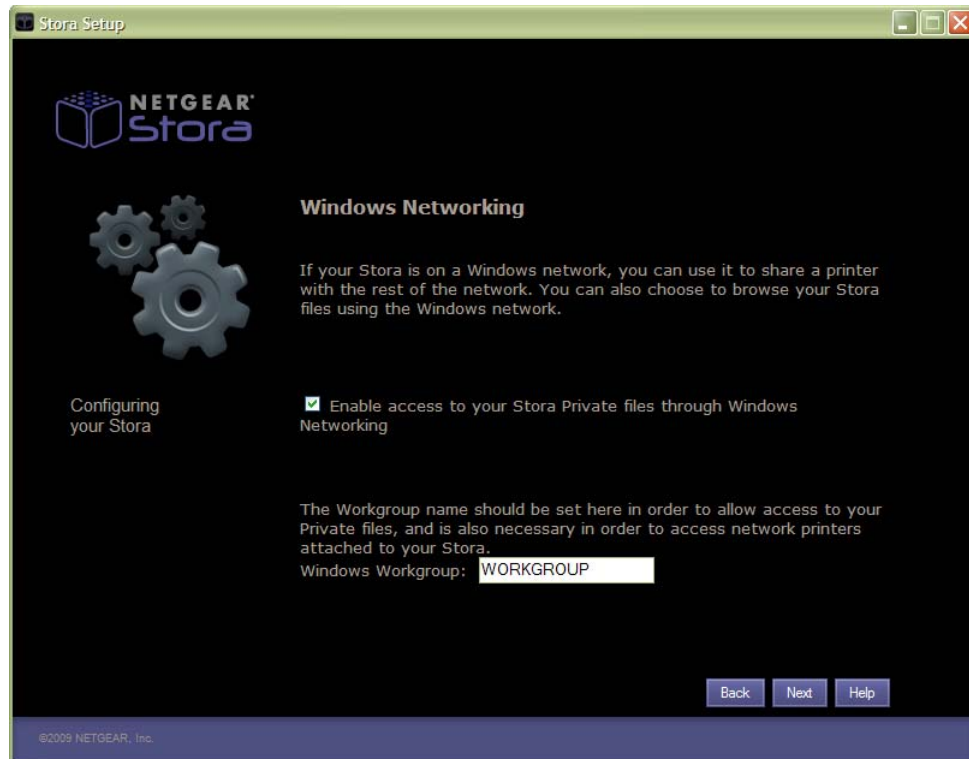 Stora Setup
NETGEAR
Stora
Windows Networking
If your Stora is on a Windows network, you can use it to share a printer
with the rest of the network. You can also choose to browse your Stora
files using the Windows network.
Configuring
your Stora
Enable access to your Stora Private files through Windows
Networking
The Workgroup name should be set here in order to allow access to your
Private files, and is also necessary in order to access network printers
attached to your Stora.
Windows Workgroup: WORKGROUP
Back Next Help
©2009 NETGEAR, Inc.